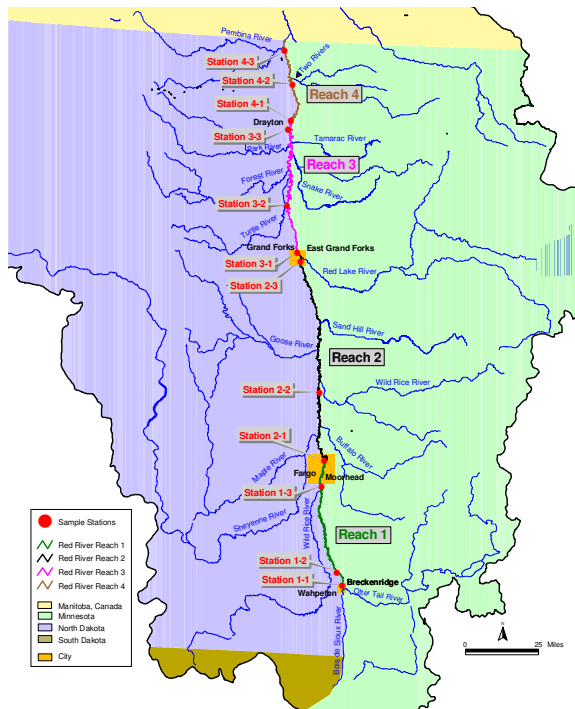 Pembina River
Two Rivers
Station 4-3
Station 4-2
Reach 4
Station 4-1
Drayton
Station 3-3
Tamarac River
Park River
Reach 3
Forest River
Snake River
Station 3-2
Turtle River
Grand Forks
East Grand Forks
Station 3-1
Red Lake River
Station 2-3
Sand Hill River
Goose River
Reach 2
Wild Rice River
Station 2-2
Station 2-1
Buffalo River
Maple River
Fargo
Moorhead
Station 1-3
Sheyenne River
Wild Rice River
Reach 1
Station 1-2
Station 1-1
Breckenridge
Wahpeton
Otter Tail River
Bois de Sioux River
Sample Stations
Red River Reach 1
Red River Reach 2
Red River Reach 3
Red River Reach 4
Manitoba, Canada
Minnesota
North Dakota
South Dakota
City
N
0 25 Miles